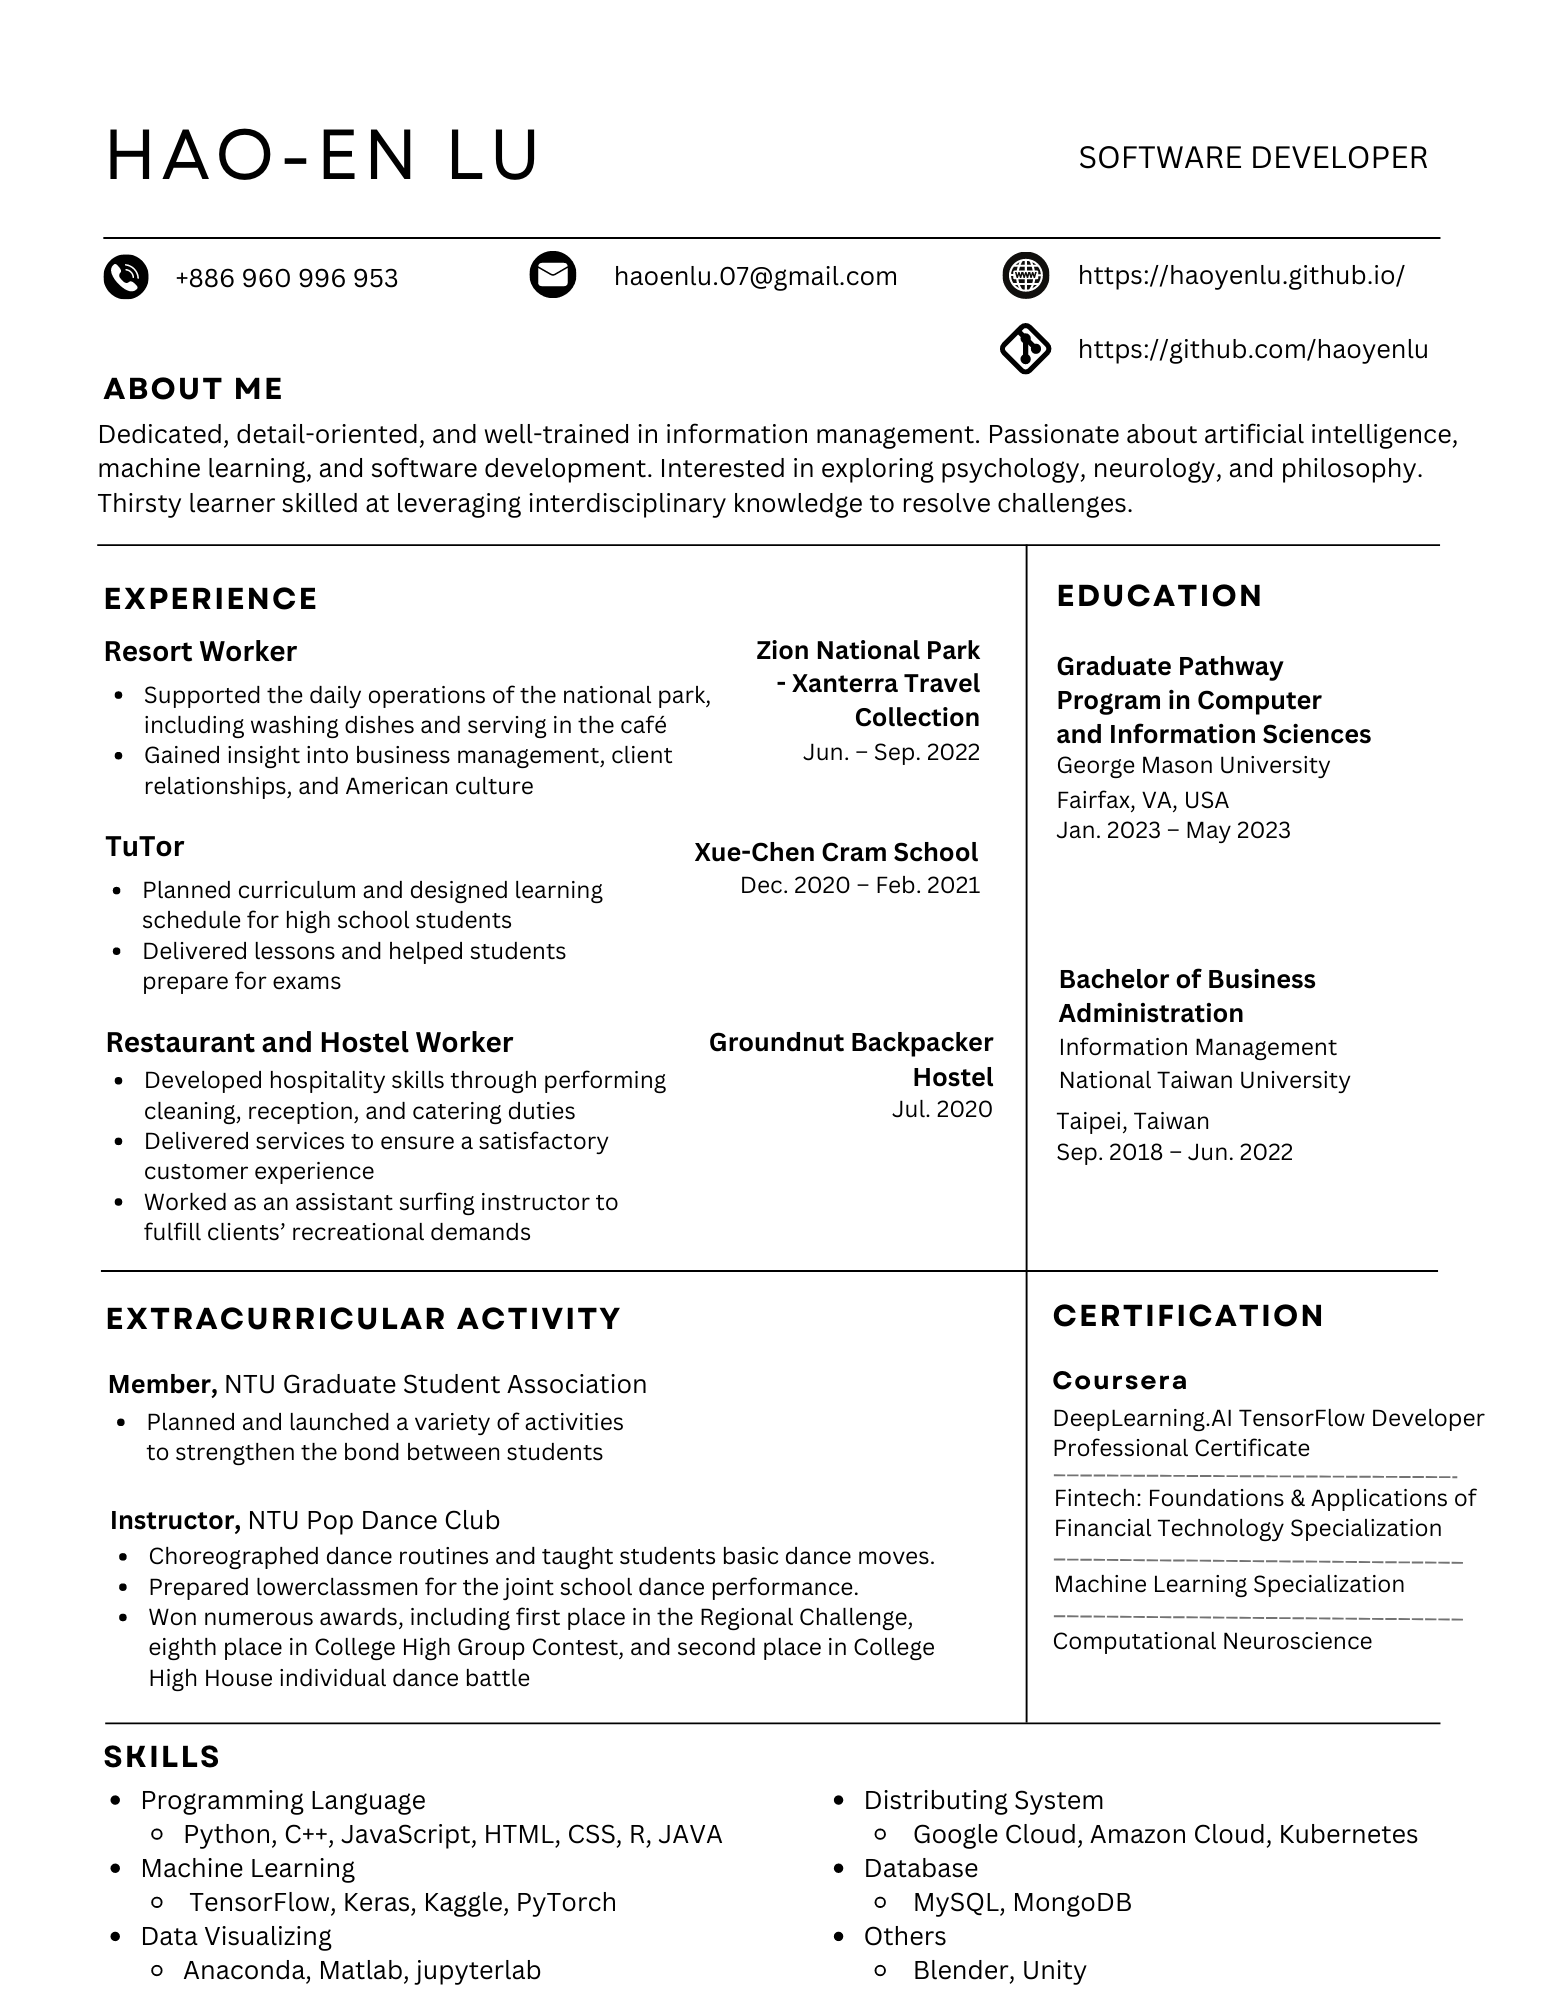 HAO-EN LU
SOFTWARE DEVELOPER
+886 960 996 953
haoenlu.07@gmail.com
https://haoyenlu.github.io/
https://github.com/haoyenlu
ABOUT ME
Dedicated, detail-oriented, and well-trained in information management. Passionate about artificial intelligence,
machine learning, and software development. Interested in exploring psychology, neurology, and philosophy.
Thirsty learner skilled at leveraging interdisciplinary knowledge to resolve challenges.
EXPERIENCE
Resort Worker
Zion National Park
- Xanterra Travel
Collection
Jun. – Sep. 2022
• Supported the daily operations of the national park,
including washing dishes and serving in the café
• Gained insight into business management, client
relationships, and American culture
TuTor
Xue-Chen Cram School
Dec. 2020 – Feb. 2021
• Planned curriculum and designed learning
schedule for high school students
• Delivered lessons and helped students
prepare for exams
Restaurant and Hostel Worker
Groundnut Backpacker
Hostel
Jul. 2020
• Developed hospitality skills through performing
cleaning, reception, and catering duties
• Delivered services to ensure a satisfactory
customer experience
• Worked as an assistant surfing instructor to
fulfill clients’ recreational demands
EDUCATION
Graduate Pathway
Program in Computer
and Information Sciences
George Mason University
Fairfax, VA, USA
Jan. 2023 – May 2023
Bachelor of Business
Administration
Information Management
National Taiwan University
Taipei, Taiwan
Sep. 2018 – Jun. 2022
EXTRACURRICULAR ACTIVITY
Member, NTU Graduate Student Association
• Planned and launched a variety of activities
to strengthen the bond between students
Instructor, NTU Pop Dance Club
• Choreographed dance routines and taught students basic dance moves.
• Prepared lowerclassmen for the joint school dance performance.
• Won numerous awards, including first place in the Regional Challenge,
eighth place in College High Group Contest, and second place in College
High House individual dance battle
CERTIFICATION
Coursera
DeepLearning.AI TensorFlow Developer
Professional Certificate
Fintech: Foundations & Applications of
Financial Technology Specialization
Machine Learning Specialization
Computational Neuroscience
SKILLS
• Programming Language
◦ Python, C++, JavaScript, HTML, CSS, R, JAVA
• Machine Learning
◦ TensorFlow, Keras, Kaggle, PyTorch
• Data Visualizing
◦ Anaconda, Matlab, jupyterlab
• Distributing System
◦ Google Cloud, Amazon Cloud, Kubernetes
• Database
◦ MySQL, MongoDB
• Others
◦ Blender, Unity